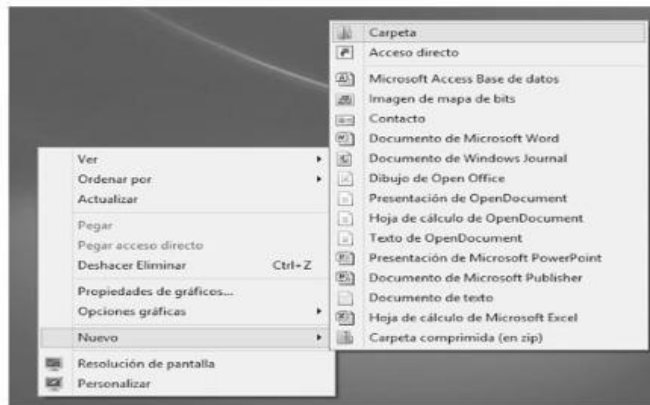 Ver
Ordenar por
Actualizar
Pegar
Pegar acceso directo
Deshacer Eliminar Ctrl+Z
Propiedades de gráficos...
Opciones gráficas
Nuevo
Resolución de pantalla
Personalizar
Carpeta
Acceso directo
Microsoft Access Base de datos
Imagen de mapa de bits
Contacto
Documento de Microsoft Word
Documento de Windows Journal
Dibujo de Open Office
Presentación de OpenDocument
Hoja de cálculo de OpenDocument
Texto de OpenDocument
Presentación de Microsoft PowerPoint
Documento de Microsoft Publisher
Documento de texto
Hoja de cálculo de Microsoft Excel
Carpeta comprimida (en zip)